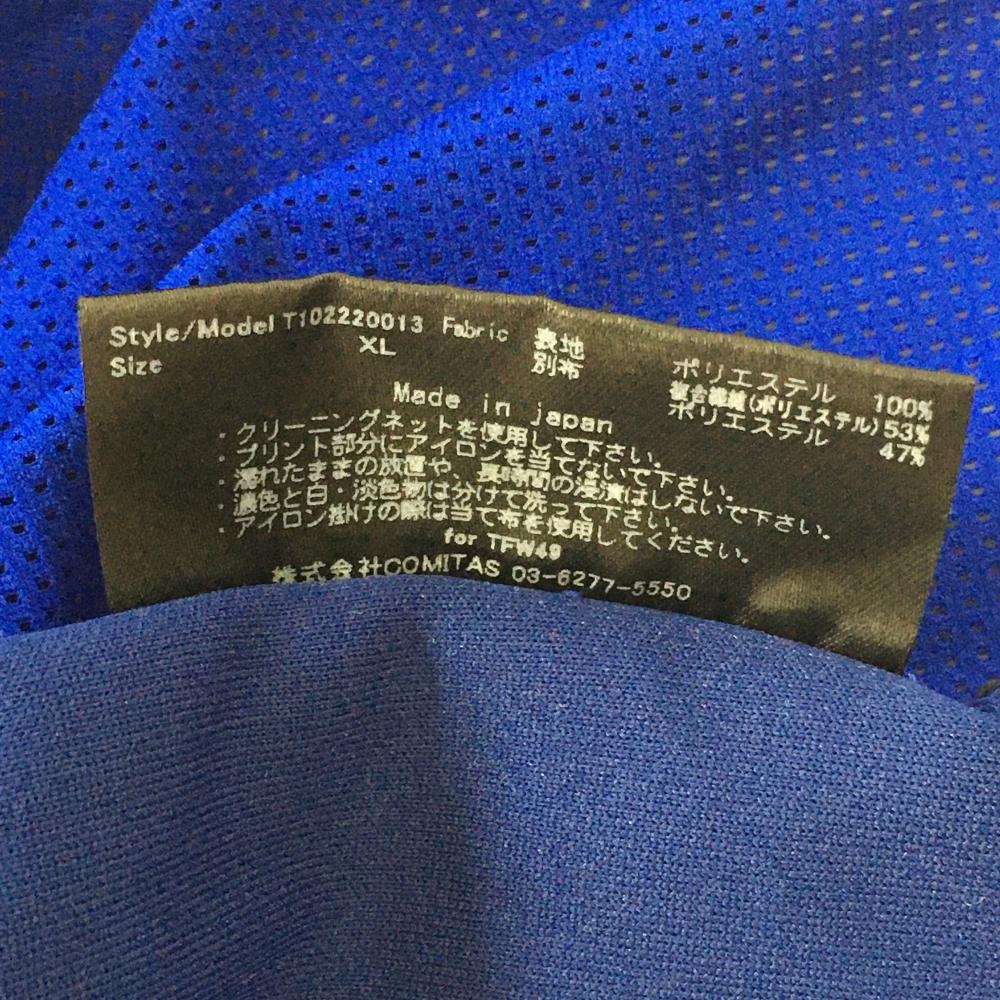 Style/Model T102220013 Fabric 表地 ポリエステル 100%
Size XL 別布 複合繊維(ポリエステル) 53%
ポリエステル 47%
Made in japan
・クリーニングネットを使用して下さい。
・プリント部分にアイロンを当てないで下さい。
・濡れたままの放置や、長時間の浸漬はしないで下さい。
・濃色と白・淡色物は分けて洗って下さい。
・アイロン掛けの際は当て布を使用してください。
for TFW49
株式会社COMITAS 03-6277-5550